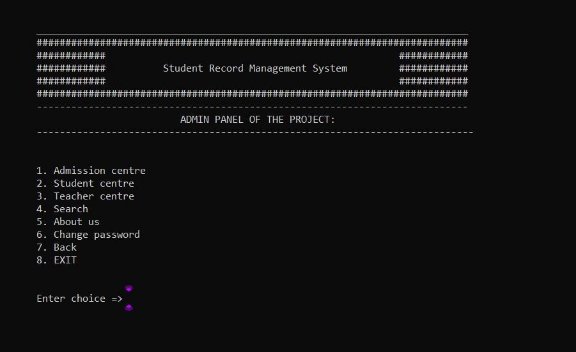 ###########################################################################
############                                                   ############
############          Student Record Management System         ############
############                                                   ############
###########################################################################
---------------------------------------------------------------------------
ADMIN PANEL OF THE PROJECT:
----------------------------------------------------------------------------
1. Admission centre
2. Student centre
3. Teacher centre
4. Search
5. About us
6. Change password
7. Back
8. EXIT
Enter choice =>